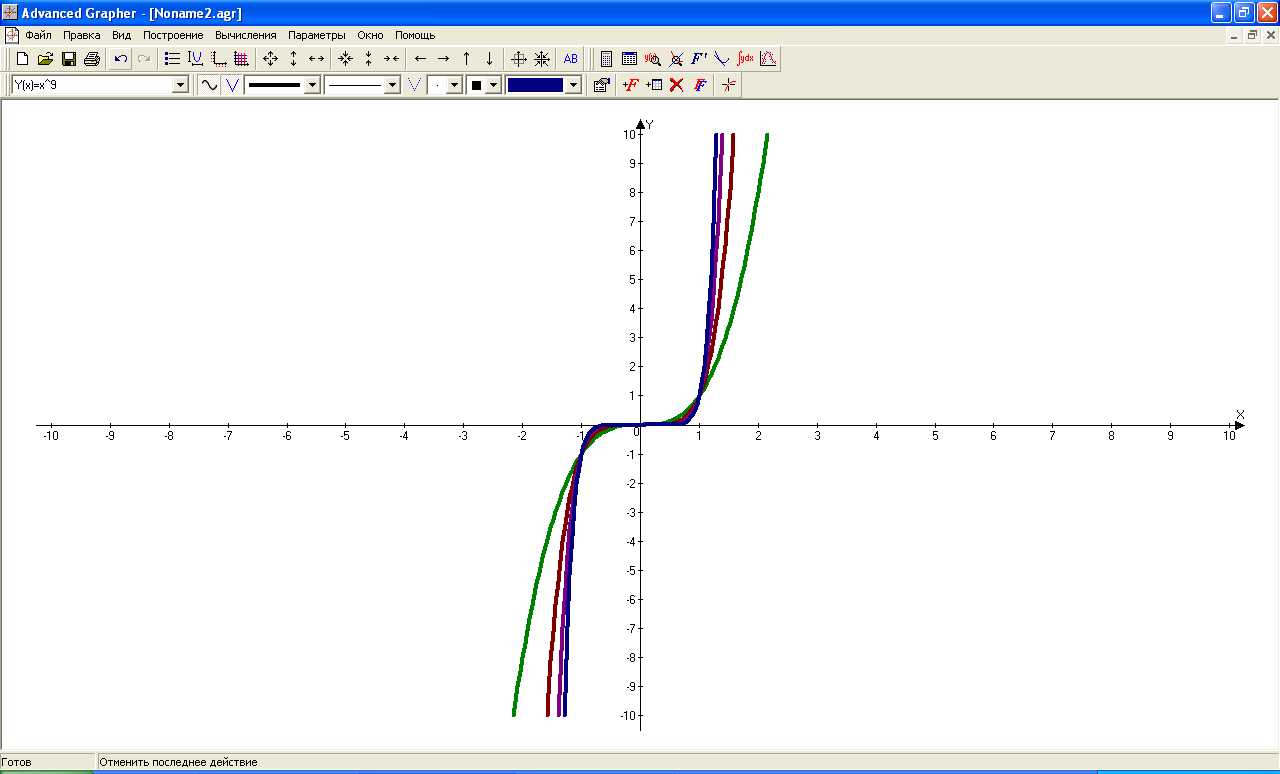 Advanced Grapher - [Noname2.agr]
Файл Правка Вид Построение Вычисления Параметры Окно Помощь
AB y(x) F' ∫ydx
Y(x)=x^9
F F
Y
10
9
8
7
6
5
4
3
2
1
X
-10 -9 -8 -7 -6 -5 -4 -3 -2 -1 0 1 2 3 4 5 6 7 8 9 10
-1
-2
-3
-4
-5
-6
-7
-8
-9
-10
Готов Отменить последнее действие